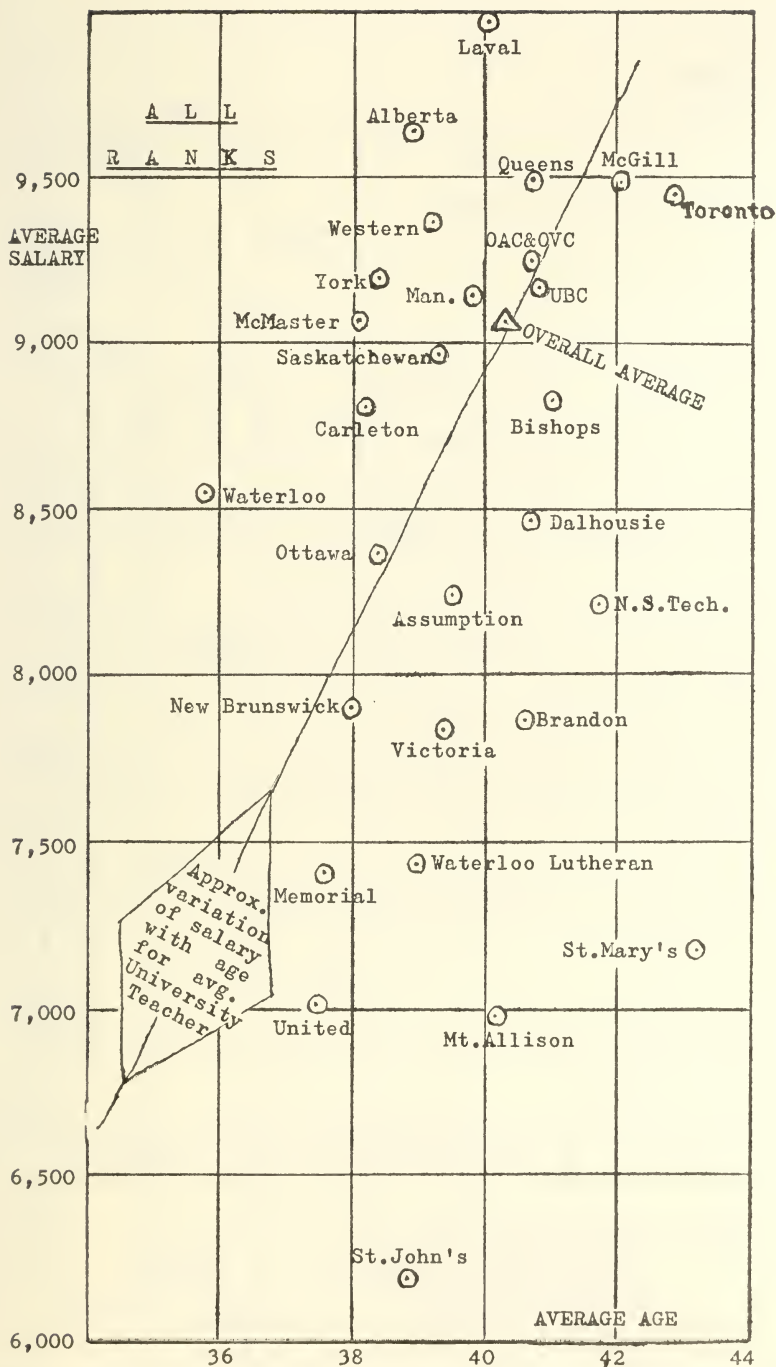 Laval
A L L
Alberta
R A N K S
Queens McGill
9,500
Toronto
Western
AVERAGE
SALARY
OAC&OVC
York
Man.
UBC
McMaster
9,000
OVERALL AVERAGE
Saskatchewan
Carleton
Bishops
Waterloo
8,500
Dalhousie
Ottawa
N.S.Tech.
Assumption
8,000
New Brunswick
Brandon
Victoria
7,500
Waterloo Lutheran
Memorial
Approx.
variation
of salary
with age
for avg.
University
Teacher
St.Mary's
7,000
United
Mt.Allison
6,500
St.John's
AVERAGE AGE
6,000
36 38 40 42 44